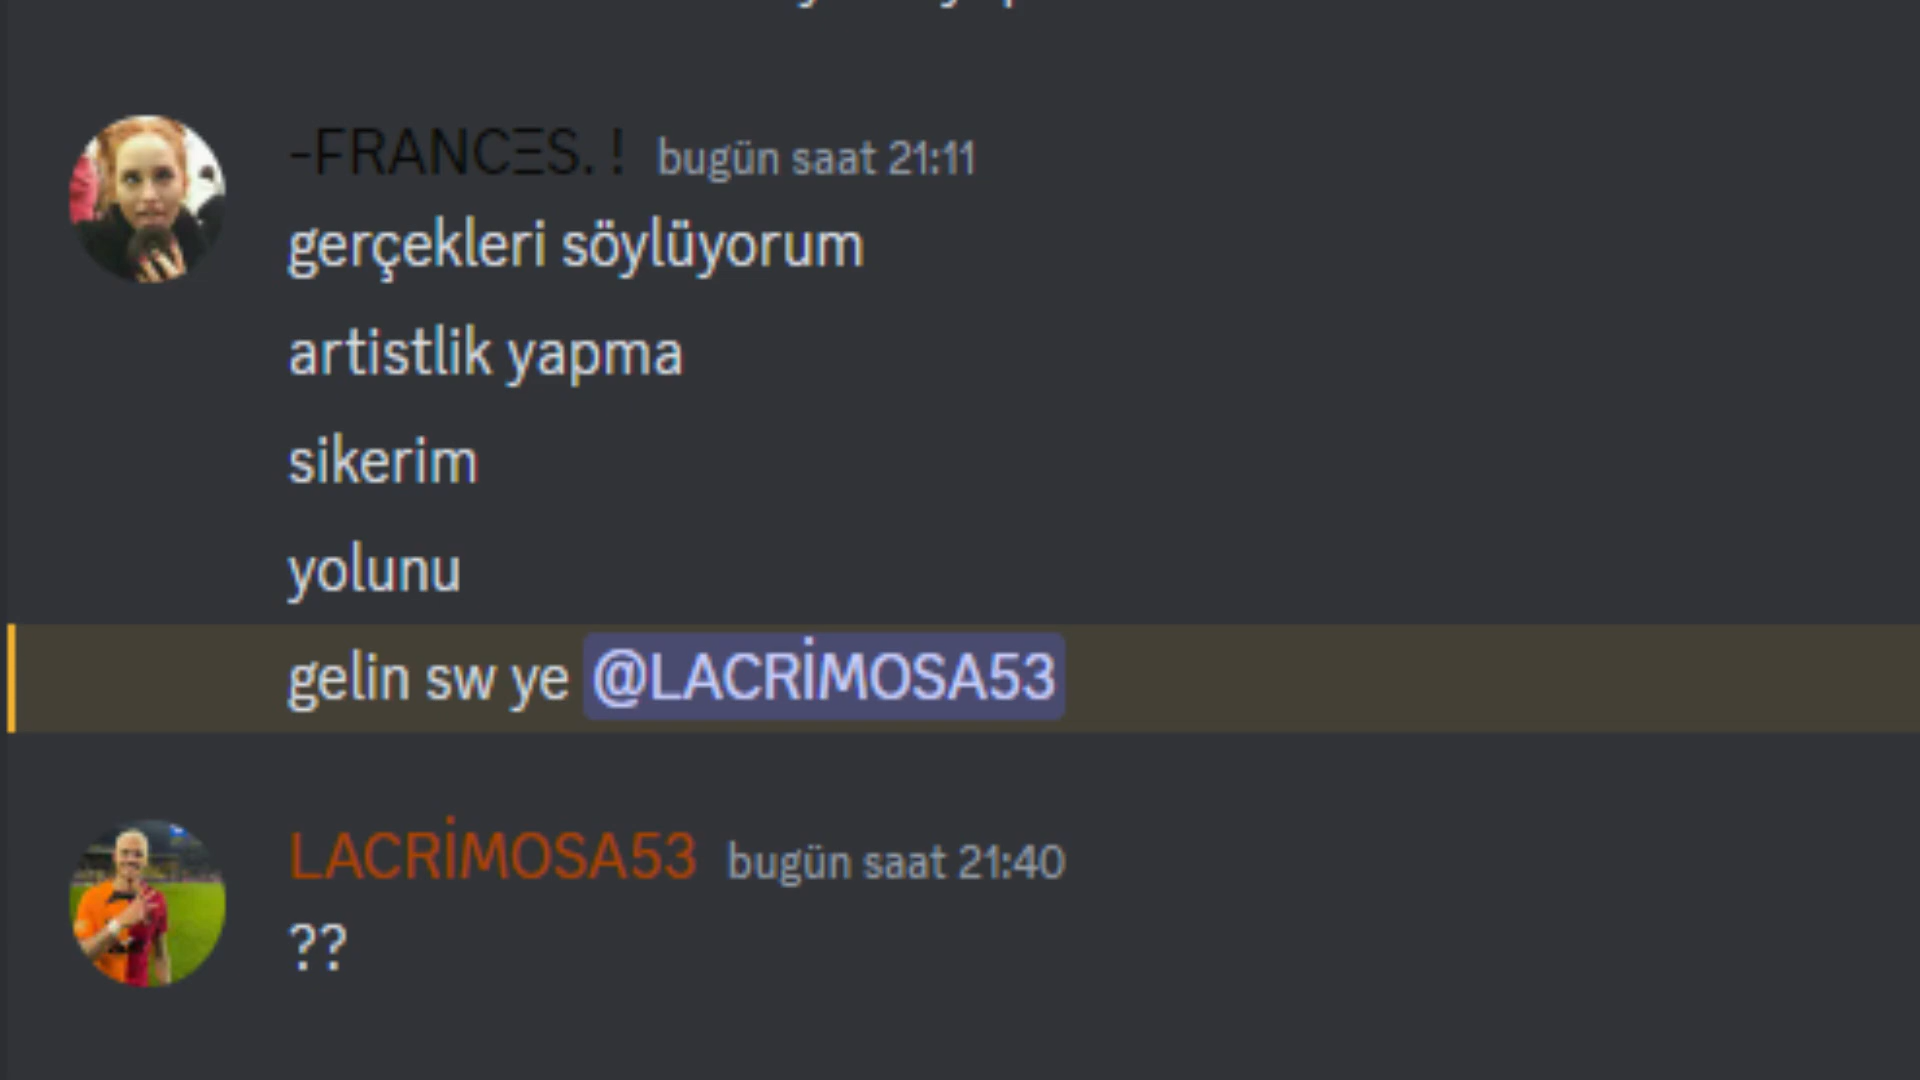 -FRANCΞS. ! bugün saat 21:11
gerçekleri söylüyorum
artistlik yapma
sikerim
yolunu
gelin sw ye @LACRİMOSA53
LACRİMOSA53 bugün saat 21:40
??